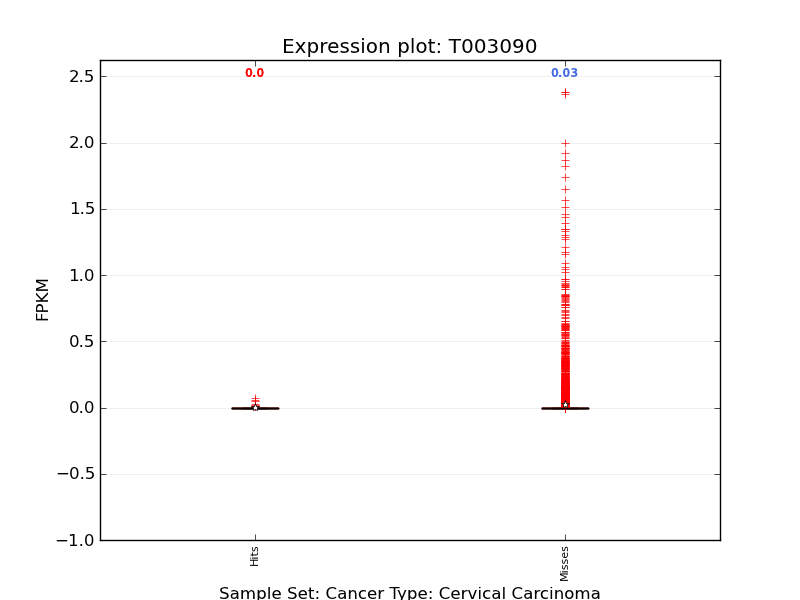 Expression plot: T003090
0.0
0.03
2.5
2.0
1.5
1.0
0.5
0.0
−0.5
−1.0
FPKM
Hits
Misses
Sample Set: Cancer Type: Cervical Carcinoma